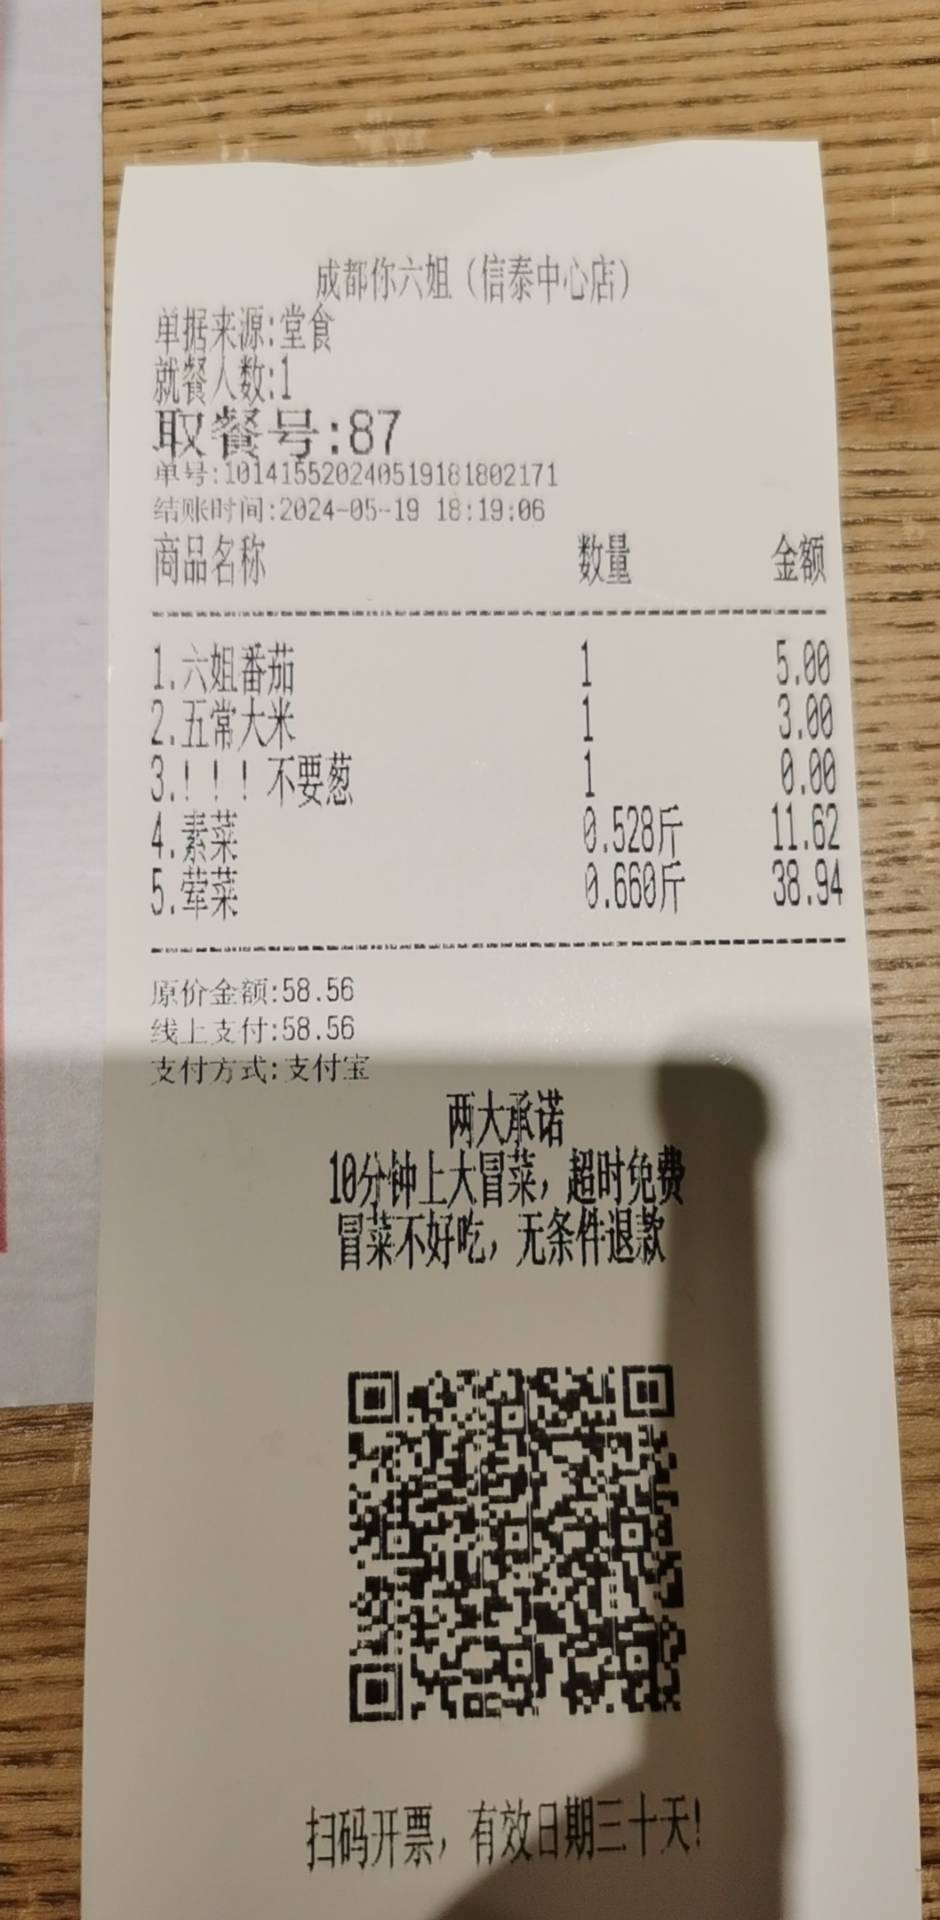 成都你六姐（信泰中心店）
单据来源:堂食
就餐人数:1
取餐号:87
单号:101415520240519181802171
结账时间:2024-05-19 18:19:06
商品名称 数量 金额
1.六姐番茄 1 5.00
2.五常大米 1 3.00
3.！！！不要葱 1 0.00
4.素菜 0.528斤 11.62
5.荤菜 0.660斤 38.94
原价金额:58.56
线上支付:58.56
支付方式:支付宝
两大承诺
10分钟上大冒菜，超时免费
冒菜不好吃，无条件退款
扫码开票，有效日期三十天!